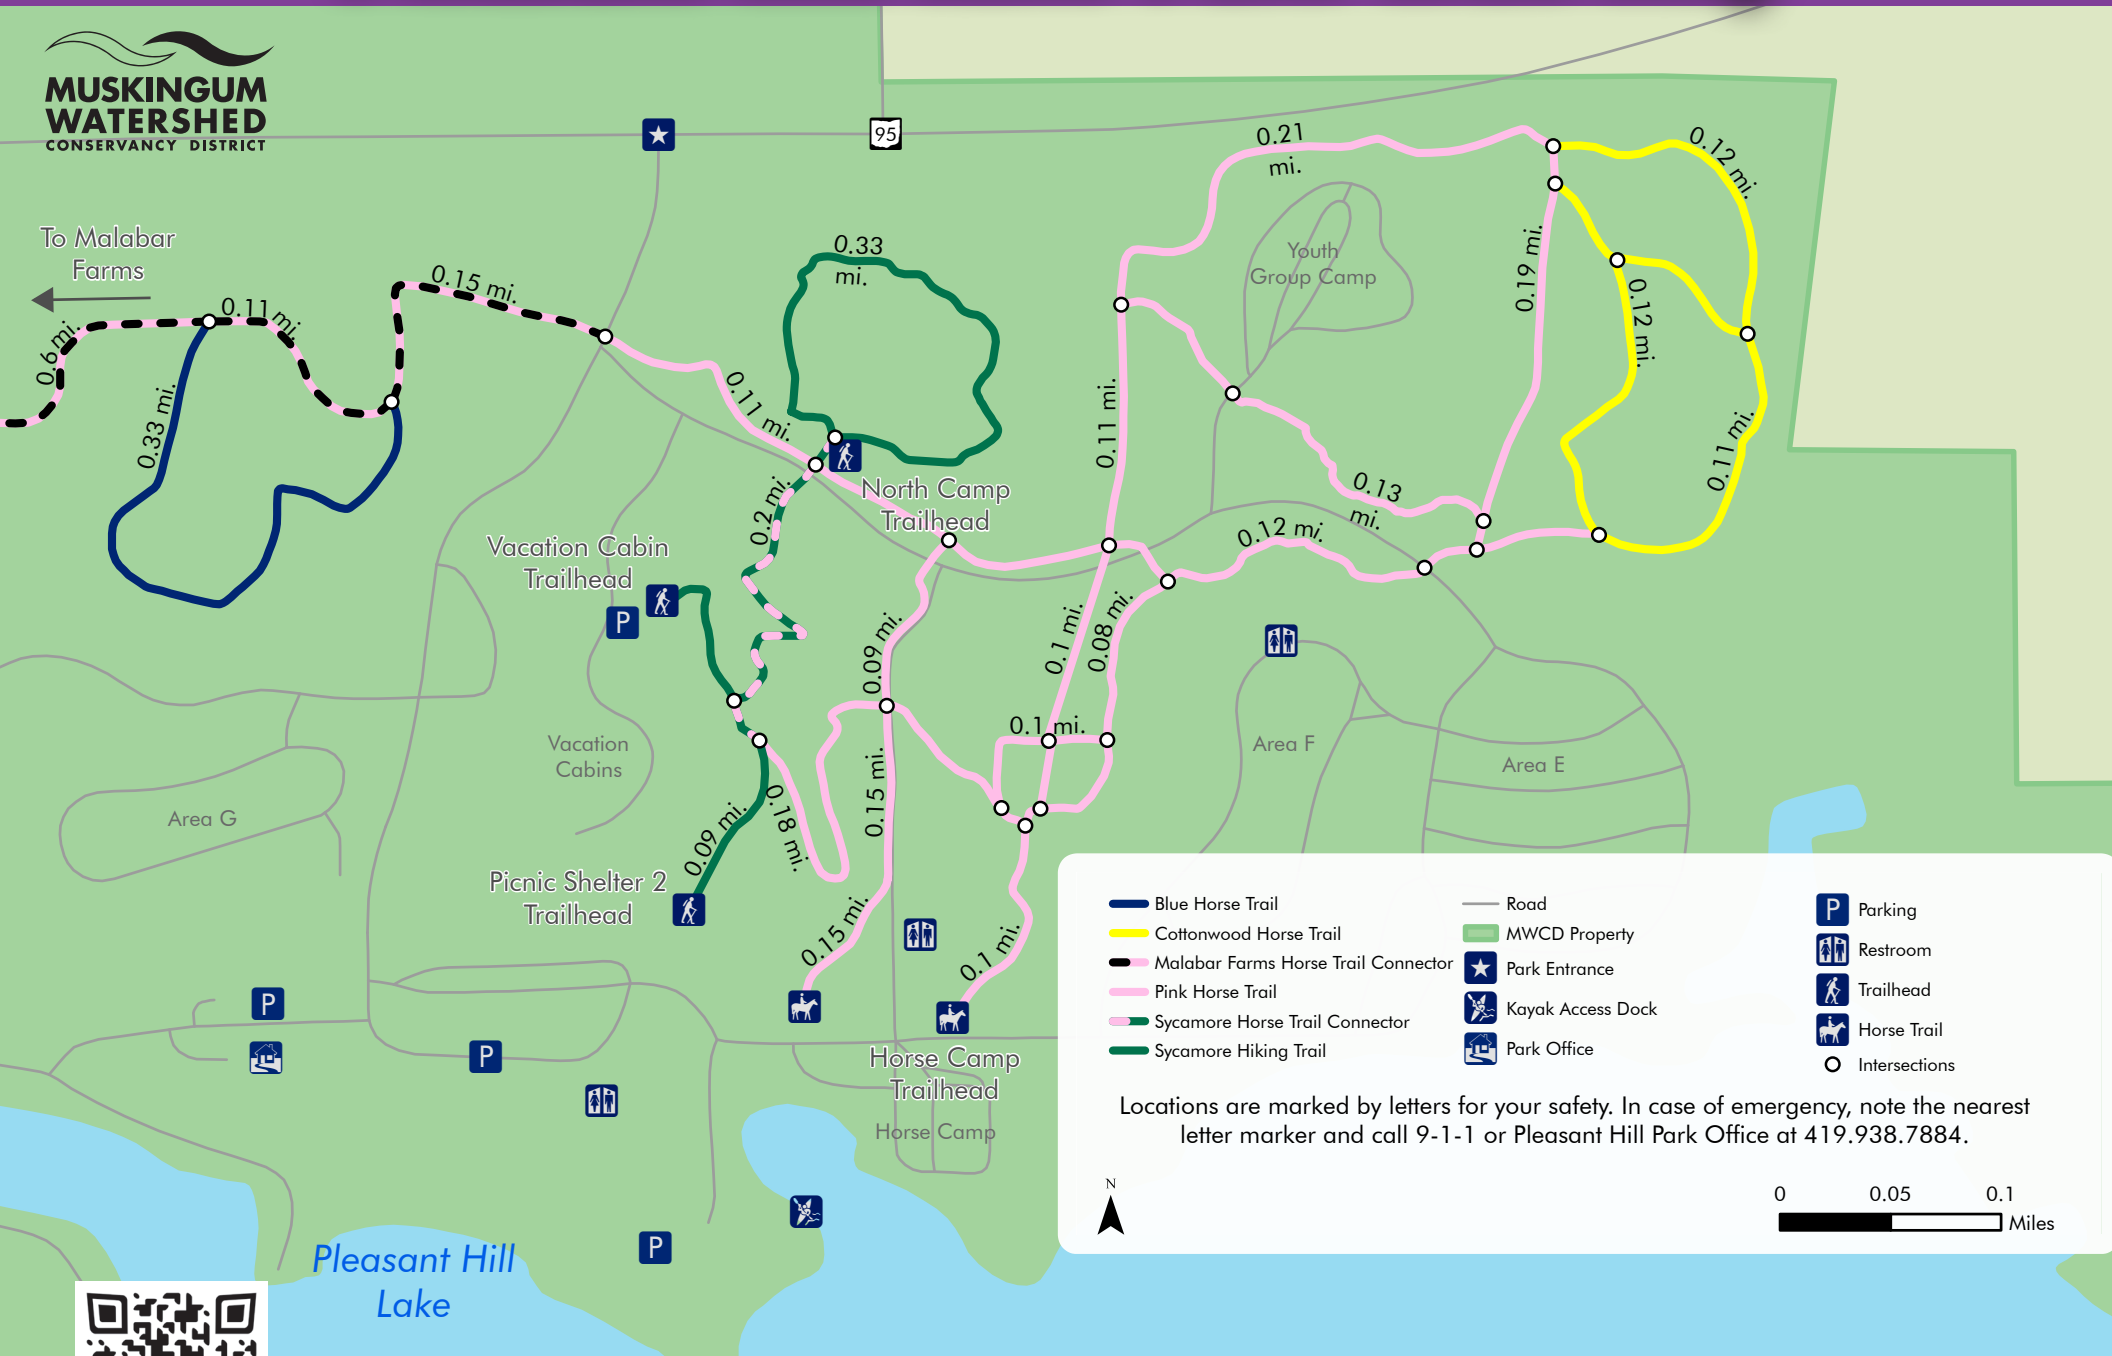 MUSKINGUM
WATERSHED
CONSERVANCY DISTRICT
95
0.21
mi.
0.12 mi.
To Malabar
Farms
0.33
mi.
Youth
Group Camp
0.19 mi.
0.15 mi.
0.11 mi.
0.6 mi.
0.12 mi.
0.33 mi.
0.11 mi.
0.11 mi.
0.11 mi.
North Camp
Trailhead
0.13
mi.
0.2 mi.
0.12 mi.
Vacation Cabin
Trailhead
P
0.09 mi.
0.1 mi.
0.08 mi.
0.1 mi.
Vacation
Cabins
Area F
Area E
Area G
0.15 mi.
0.18 mi.
0.09 mi.
Picnic Shelter 2
Trailhead
0.15 mi.
0.1 mi.
P
P
Horse Camp
Trailhead
Horse Camp
P
Pleasant Hill
Lake
Blue Horse Trail
Cottonwood Horse Trail
Malabar Farms Horse Trail Connector
Pink Horse Trail
Sycamore Horse Trail Connector
Sycamore Hiking Trail
Road
MWCD Property
Park Entrance
Kayak Access Dock
Park Office
P Parking
Restroom
Trailhead
Horse Trail
Intersections
Locations are marked by letters for your safety. In case of emergency, note the nearest
letter marker and call 9-1-1 or Pleasant Hill Park Office at 419.938.7884.
N
0 0.05 0.1
Miles